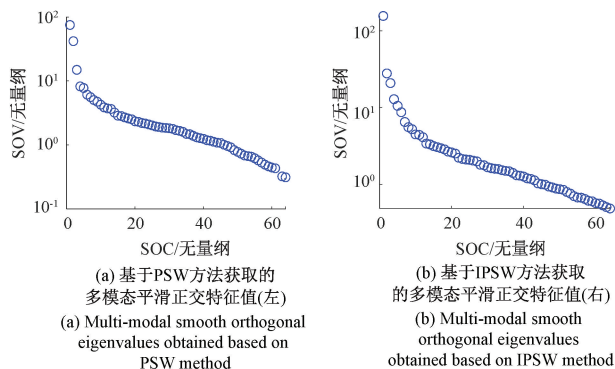 10²
10¹
10⁰
10⁻¹
SOV/无量纲
0
20
40
60
SOC/无量纲
(a) 基于PSW方法获取的
多模态平滑正交特征值(左)
(a) Multi-modal smooth orthogonal
eigenvalues obtained based on
PSW method
10²
10¹
10⁰
SOV/无量纲
0
20
40
60
SOC/无量纲
(b) 基于IPSW方法获取
的多模态平滑正交特征值(右)
(b) Multi-modal smooth
orthogonal eigenvalues
obtained based on IPSW method